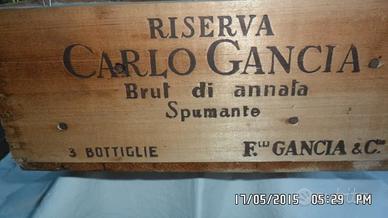 RISERVA
CARLO GANCIA
Brut di annata
Spumante
3 BOTTIGLIE F.LLI GANCIA & C.
17/05/2015 05:29 PM